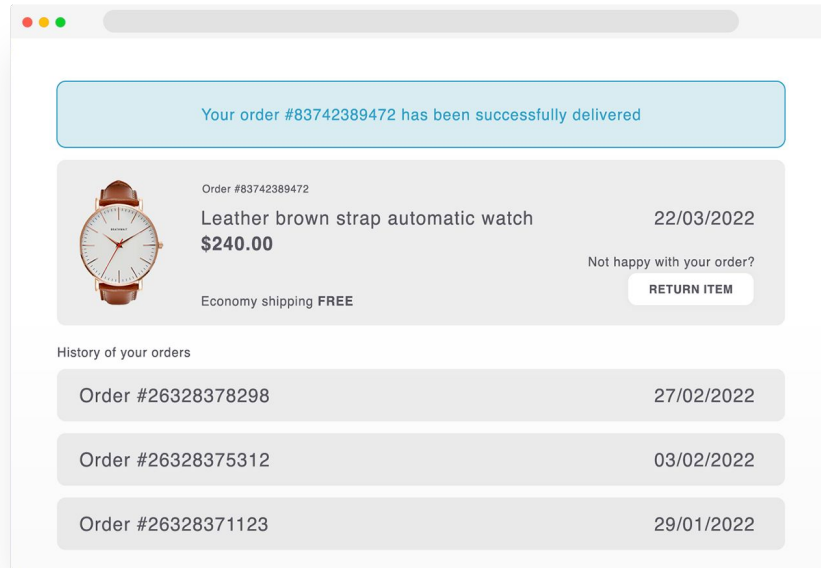 Your order #83742389472 has been successfully delivered
Order #83742389472
Leather brown strap automatic watch
22/03/2022
$240.00
Not happy with your order?
RETURN ITEM
Economy shipping FREE
History of your orders
Order #26328378298
27/02/2022
Order #26328375312
03/02/2022
Order #26328371123
29/01/2022